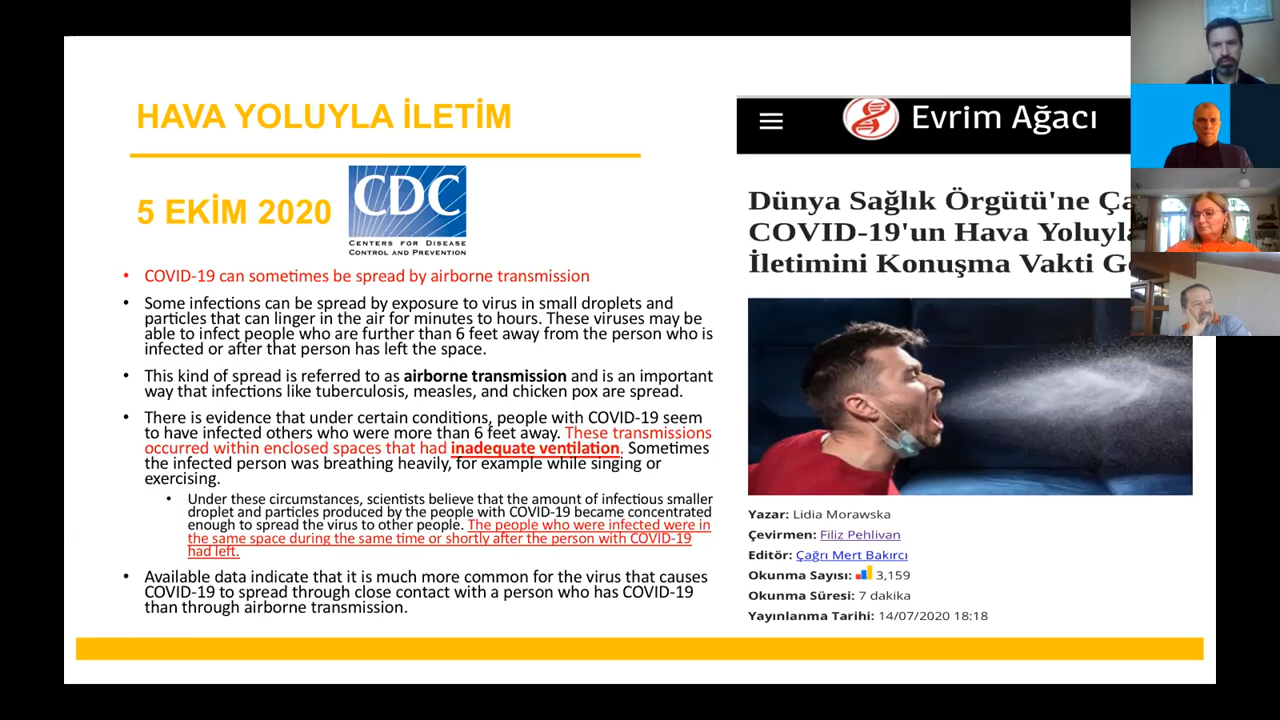 HAVA YOLUYLA İLETİM
5 EKİM 2020
CDC
CENTERS FOR DISEASE
CONTROL AND PREVENTION
• COVID-19 can sometimes be spread by airborne transmission
• Some infections can be spread by exposure to virus in small droplets and
particles that can linger in the air for minutes to hours. These viruses may be
able to infect people who are further than 6 feet away from the person who is
infected or after that person has left the space.
• This kind of spread is referred to as airborne transmission and is an important
way that infections like tuberculosis, measles, and chicken pox are spread.
• There is evidence that under certain conditions, people with COVID-19 seem
to have infected others who were more than 6 feet away. These transmissions
occurred within enclosed spaces that had inadequate ventilation. Sometimes
the infected person was breathing heavily, for example while singing or
exercising.
• Under these circumstances, scientists believe that the amount of infectious smaller
droplet and particles produced by the people with COVID-19 became concentrated
enough to spread the virus to other people. The people who were infected were in
the same space during the same time or shortly after the person with COVID-19
had left.
• Available data indicate that it is much more common for the virus that causes
COVID-19 to spread through close contact with a person who has COVID-19
than through airborne transmission.
Evrim Ağacı
Dünya Sağlık Örgütü'ne
COVID-19'un Hava
İletimini Konuşma Vakti
Yazar: Lidia Morawska
Çevirmen: Filiz Pehlivan
Editör: Çağrı Mert Bakırcı
Okunma Sayısı: 3,159
Okunma Süresi: 7 dakika
Yayınlanma Tarihi: 14/07/2020 18:18